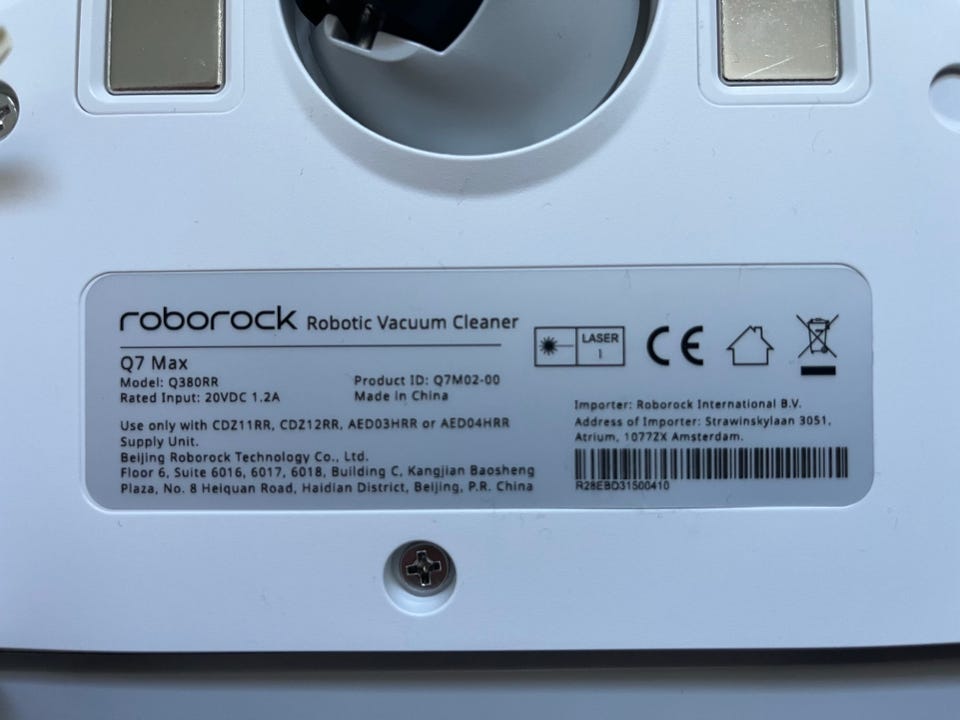 roborock Robotic Vacuum Cleaner
Q7 Max
Model: Q380RR
Rated Input: 20VDC 1.2A
Product ID: Q7M02-00
Made in China
Use only with CDZ11RR, CDZ12RR, AED03HRR or AED04HRR
Supply Unit.
Beijing Roborock Technology Co., Ltd.
Floor 6, Suite 6016, 6017, 6018, Building C, Kangjian Baosheng
Plaza, No. 8 Heiquan Road, Haidian District, Beijing, P.R. China
LASER
1
CE
Importer: Roborock International B.V.
Address of Importer: Strawinskylaan 3051,
Atrium, 1077ZX Amsterdam.
R28EBD31500410